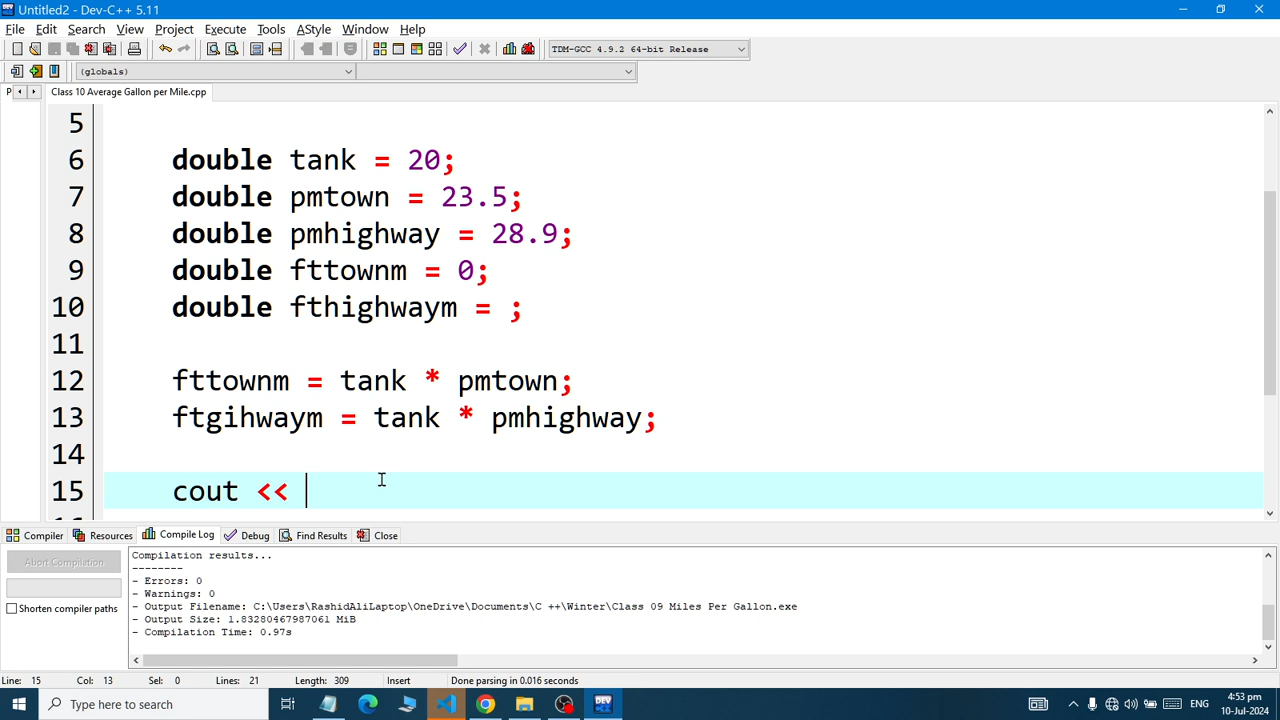 Untitled2 - Dev-C++ 5.11
File Edit Search View Project Execute Tools AStyle Window Help
TDM-GCC 4.9.2 64-bit Release
(globals)
P Class 10 Average Gallon per Mile.cpp
5
6 double tank = 20;
7 double pmtown = 23.5;
8 double pmhighway = 28.9;
9 double fttownm = 0;
10 double fthighwaym = ;
11
12 fttownm = tank * pmtown;
13 ftgihwaym = tank * pmhighway;
14
15 cout <<
Compiler Resources Compile Log Debug Find Results Close
Abort Compilation
Shorten compiler paths
Compilation results...
--------
- Errors: 0
- Warnings: 0
- Output Filename: C:\Users\RashidAliLaptop\OneDrive\Documents\C ++\Winter\Class 09 Miles Per Gallon.exe
- Output Size: 1.83280467987061 MiB
- Compilation Time: 0.97s
Line: 15 Col: 13 Sel: 0 Lines: 21 Length: 309 Insert Done parsing in 0.016 seconds
Type here to search
DEV
ENG
4:53 pm
10-Jul-2024